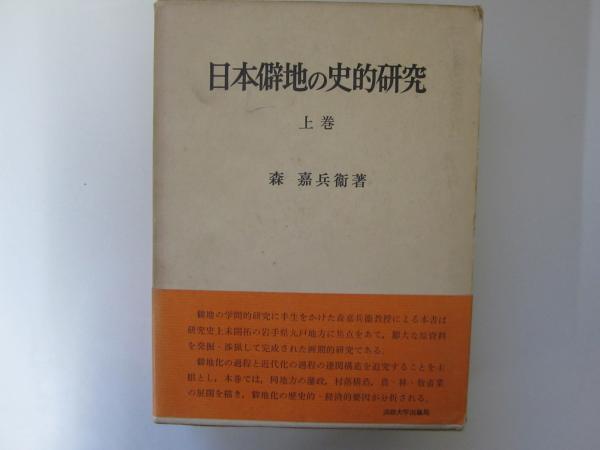 日本僻地の史的研究
上巻
森 嘉兵衞著
僻地の学問的研究に半生をかけた森嘉兵衞教授による本書は
研究史上未開拓の岩手県九戸地方に焦点をあて，厖大な原資料
を発掘・渉猟して完成された画期的研究である。
僻地化の過程と近代化の過程の連関構造を追究することを主
眼とし，本巻では，同地方の藩政，村落構造，農・林・牧畜業
の展開を描き，僻地化の歴史的・経済的要因が分析される。
法政大学出版局